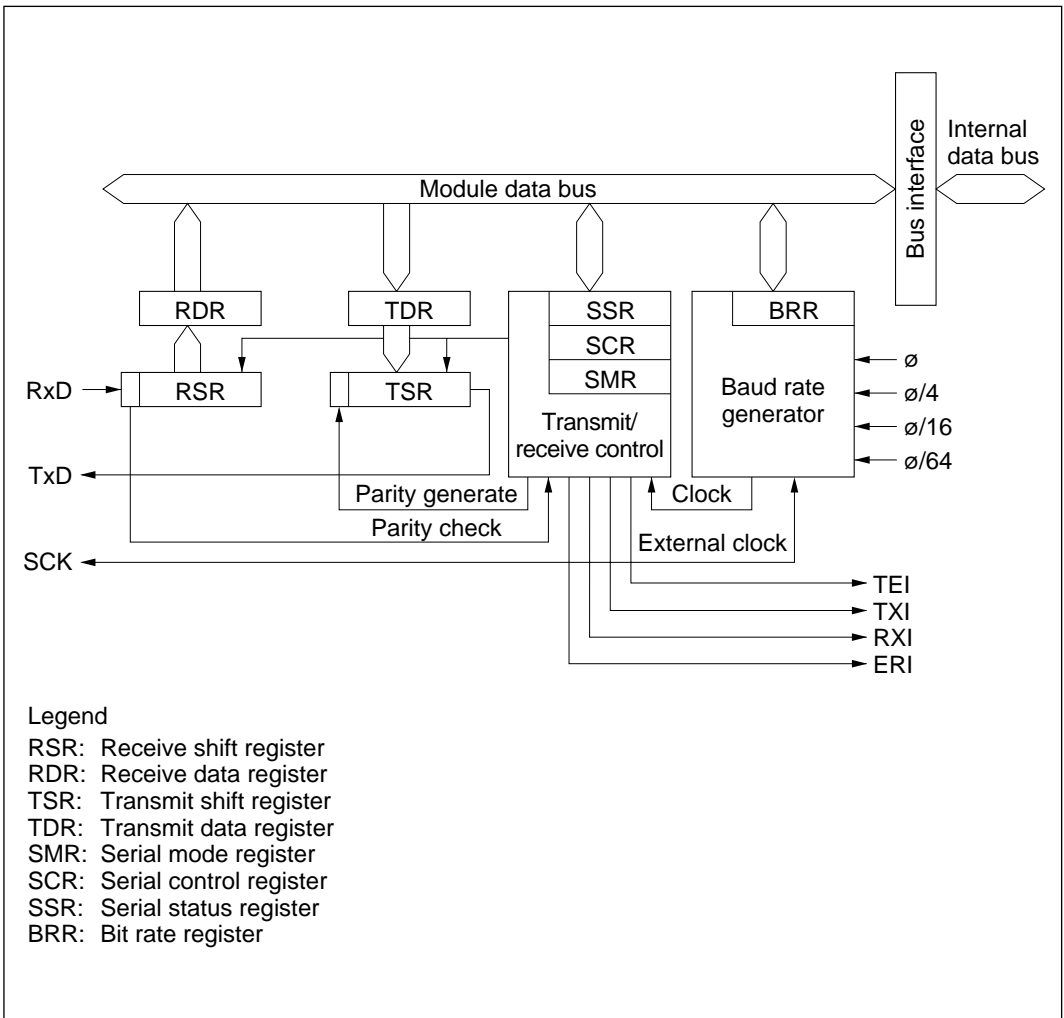 Internal
data bus
Bus interface
Module data bus
RDR
TDR
SSR
BRR
SCR
SMR
RxD
RSR
TSR
Transmit/
receive control
Baud rate
generator
ø
ø/4
ø/16
ø/64
TxD
Parity generate
Clock
Parity check
External clock
SCK
TEI
TXI
RXI
ERI
Legend
RSR: Receive shift register
RDR: Receive data register
TSR: Transmit shift register
TDR: Transmit data register
SMR: Serial mode register
SCR: Serial control register
SSR: Serial status register
BRR: Bit rate register